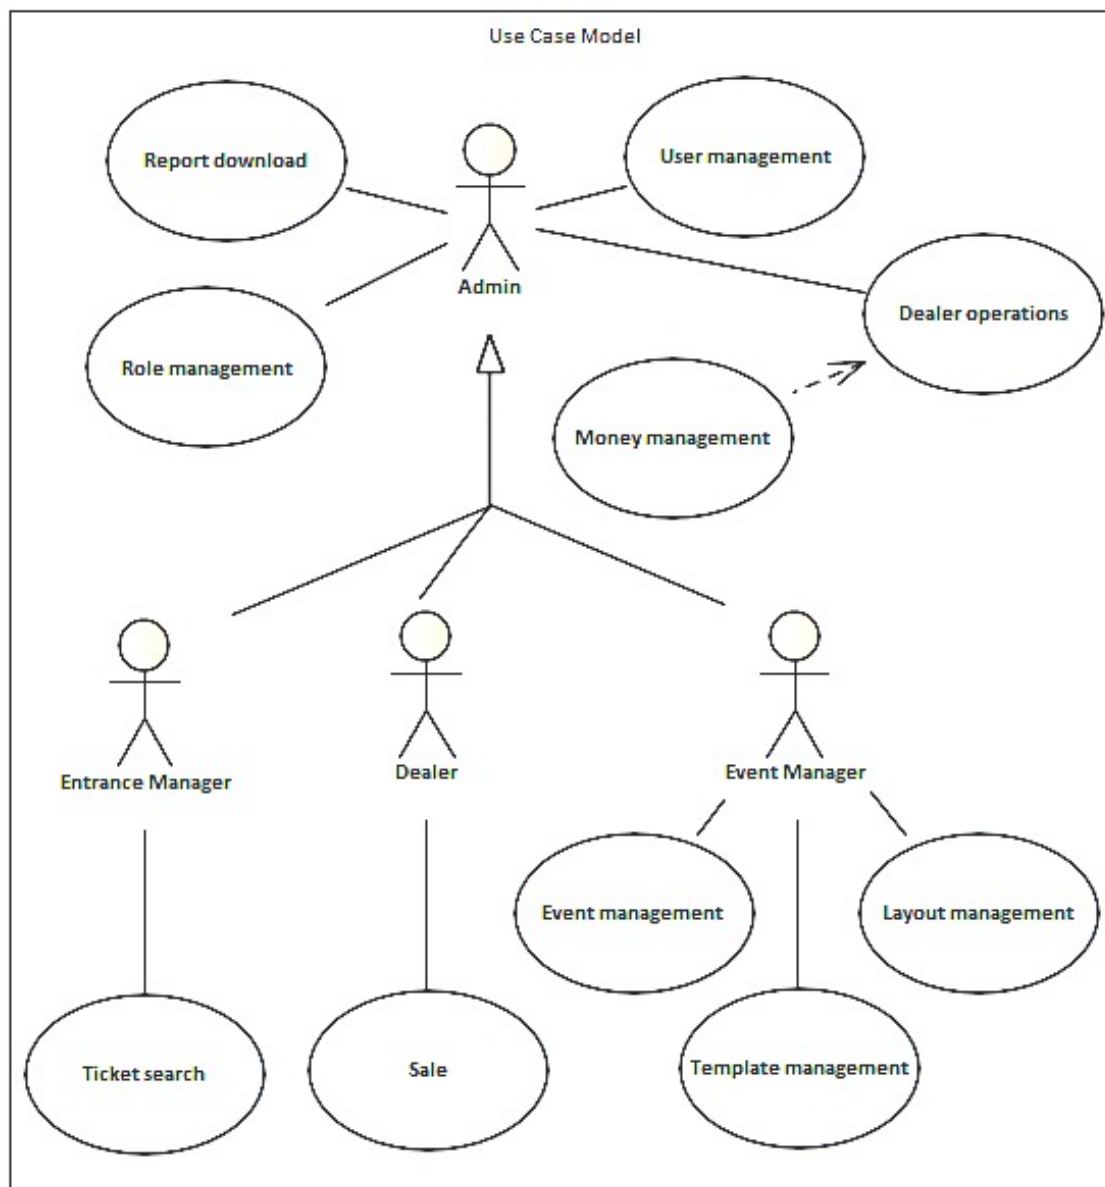 Use Case Model
Report download
User management
Admin
Dealer operations
Role management
Money management
Entrance Manager
Dealer
Event Manager
Event management
Layout management
Ticket search
Sale
Template management